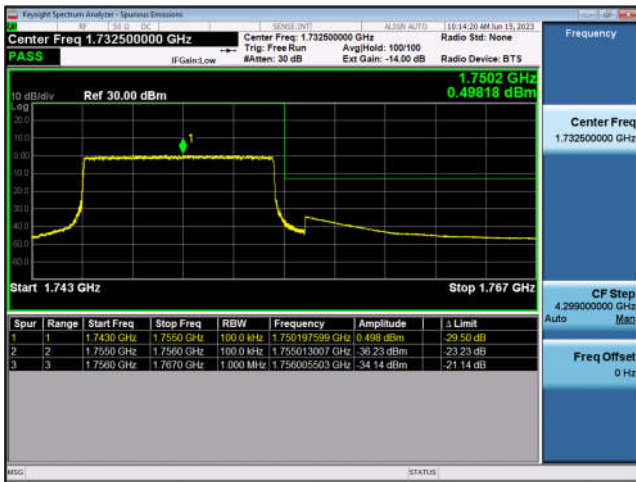 Keysight Spectrum Analyzer - Spurious Emissions
RF 50 Ω DC SENSE:INT ALIGN AUTO 10:14:20 AM Jun 15, 2023
Center Freq 1.732500000 GHz
Center Freq: 1.732500000 GHz
Radio Std: None
Trig: Free Run
Avg|Hold: 100/100
PASS
IFGain:Low
#Atten: 30 dB
Ext Gain: -14.00 dB
Radio Device: BTS
1.7502 GHz
0.49818 dBm
10 dB/div
Ref 30.00 dBm
Log
20.0
10.0
0.00
-10.0
-20.0
-30.0
-40.0
-50.0
-60.0
1
Start 1.743 GHz
Stop 1.767 GHz
Spur Range Start Freq Stop Freq RBW Frequency Amplitude Δ Limit
1 1 1.7430 GHz 1.7550 GHz 100.0 kHz 1.750197599 GHz 0.498 dBm -29.50 dB
2 2 1.7550 GHz 1.7560 GHz 100.0 kHz 1.755013007 GHz -36.23 dBm -23.23 dB
3 3 1.7560 GHz 1.7670 GHz 1.000 MHz 1.756005503 GHz -34.14 dBm -21.14 dB
MSG
STATUS
Frequency
Center Freq
1.732500000 GHz
CF Step
4.299000000 GHz
Auto Man
Freq Offset
0 Hz